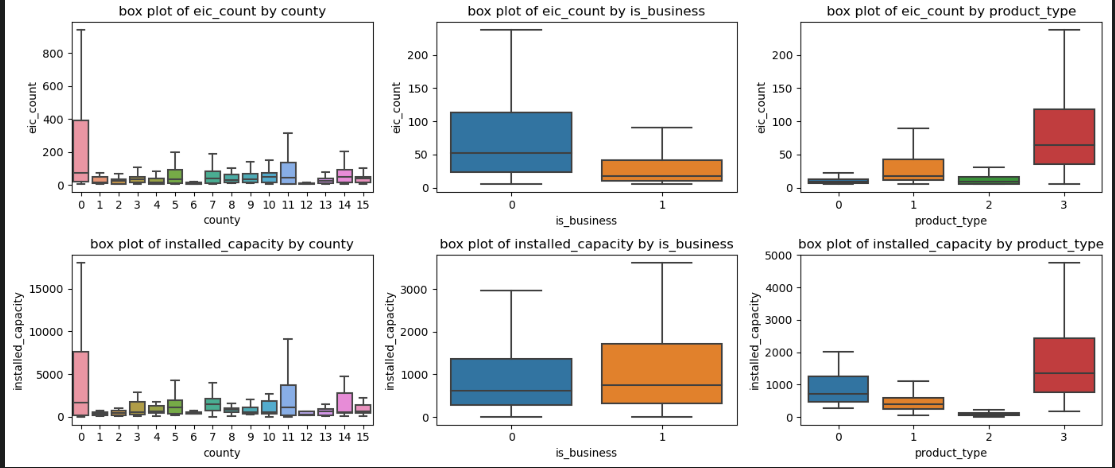 box plot of eic_count by county
800
600
400
200
0
eic_count
0 1 2 3 4 5 6 7 8 9 10 11 12 13 14 15
county
box plot of eic_count by is_business
200
150
100
50
0
eic_count
0 1
is_business
box plot of eic_count by product_type
200
150
100
50
0
eic_count
0 1 2 3
product_type
box plot of installed_capacity by county
15000
10000
5000
0
installed_capacity
0 1 2 3 4 5 6 7 8 9 10 11 12 13 14 15
county
box plot of installed_capacity by is_business
3000
2000
1000
0
installed_capacity
0 1
is_business
box plot of installed_capacity by product_type
5000
4000
3000
2000
1000
0
installed_capacity
0 1 2 3
product_type